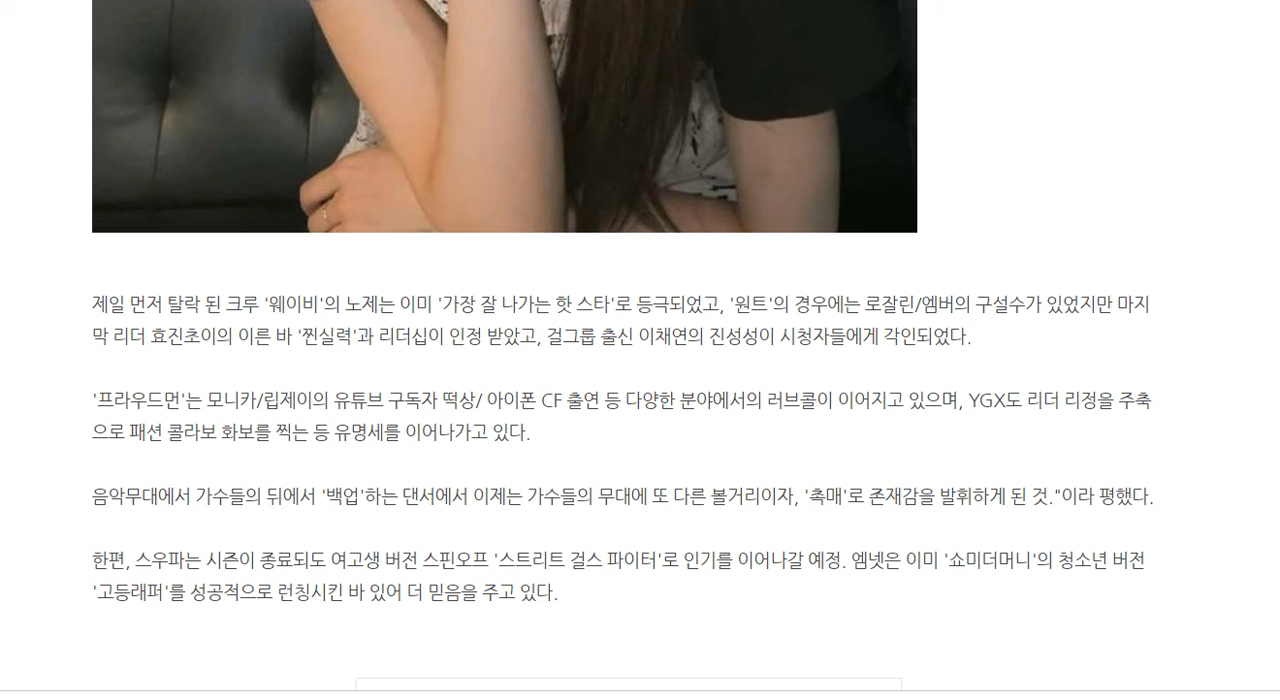 제일 먼저 탈락 된 크루 '웨이비'의 노제는 이미 '가장 잘 나가는 핫 스타'로 등극되었고, '원트'의 경우에는 로잘린/엠버의 구설수가 있었지만 마지
막 리더 효진초이의 이른 바 '찐실력'과 리더십이 인정 받았고, 걸그룹 출신 이채연의 진성성이 시청자들에게 각인되었다.
'프라우드먼'는 모니카/립제이의 유튜브 구독자 떡상/ 아이폰 CF 출연 등 다양한 분야에서의 러브콜이 이어지고 있으며, YGX도 리더 리정을 주축
으로 패션 콜라보 화보를 찍는 등 유명세를 이어나가고 있다.
음악무대에서 가수들의 뒤에서 '백업'하는 댄서에서 이제는 가수들의 무대에 또 다른 볼거리이자, '촉매'로 존재감을 발휘하게 된 것."이라 평했다.
한편, 스우파는 시즌이 종료되도 여고생 버전 스핀오프 '스트리트 걸스 파이터'로 인기를 이어나갈 예정. 엠넷은 이미 '쇼미더머니'의 청소년 버전
'고등래퍼'를 성공적으로 런칭시킨 바 있어 더 믿음을 주고 있다.